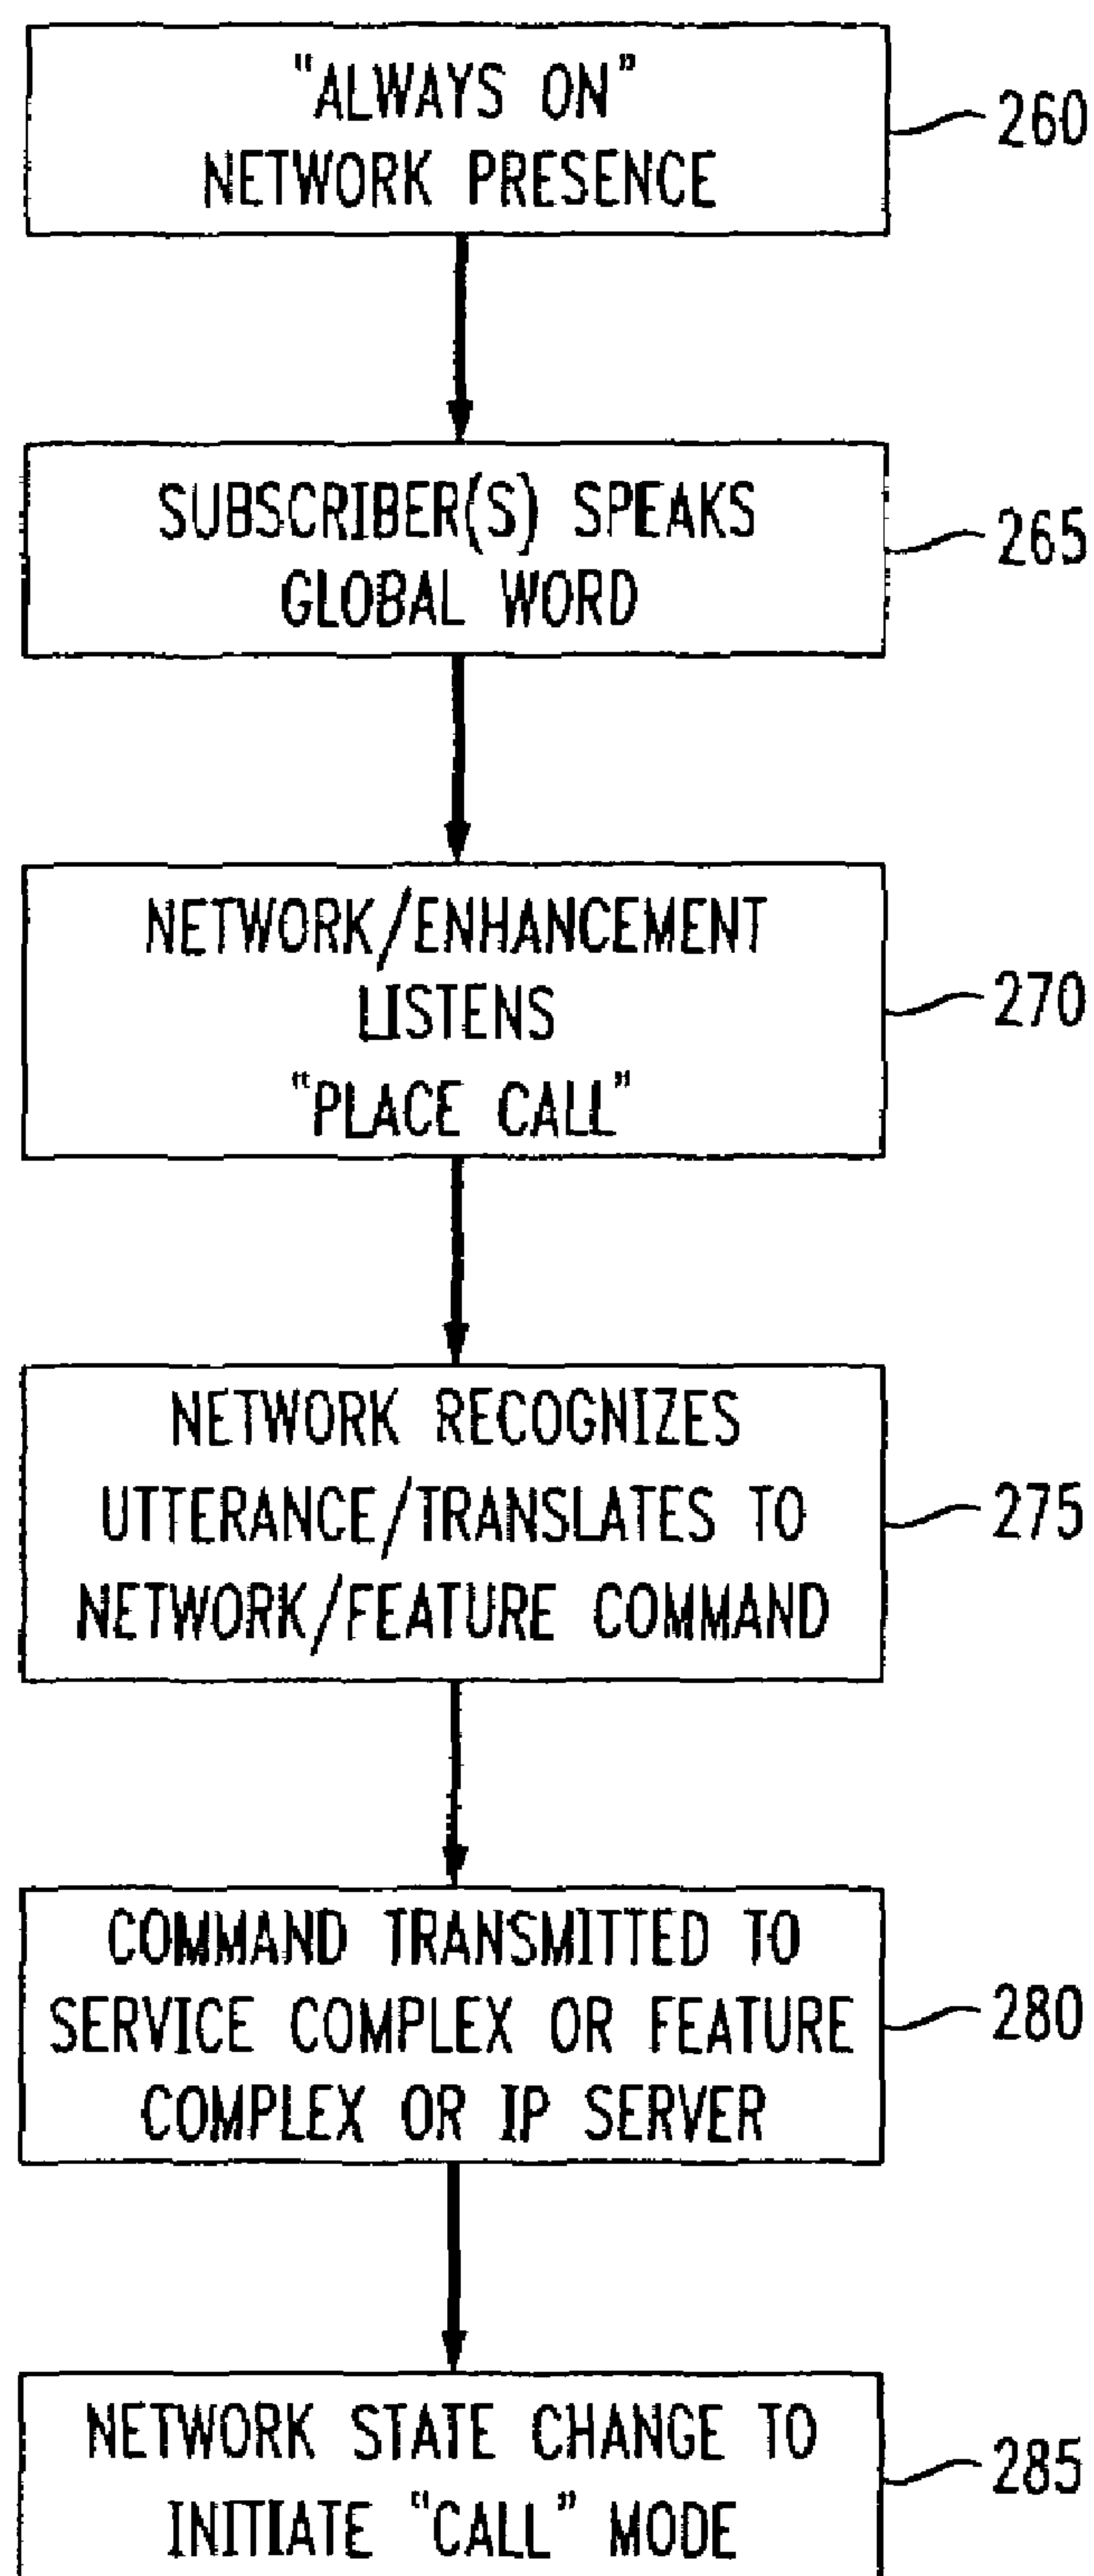 "ALWAYS ON"
NETWORK PRESENCE
260
SUBSCRIBER(S) SPEAKS
GLOBAL WORD
265
NETWORK/ENHANCEMENT
LISTENS
"PLACE CALL"
270
NETWORK RECOGNIZES
UTTERANCE/TRANSLATES TO
NETWORK/FEATURE COMMAND
275
COMMAND TRANSMITTED TO
SERVICE COMPLEX OR FEATURE
COMPLEX OR IP SERVER
280
NETWORK STATE CHANGE TO
INITIATE "CALL" MODE
285